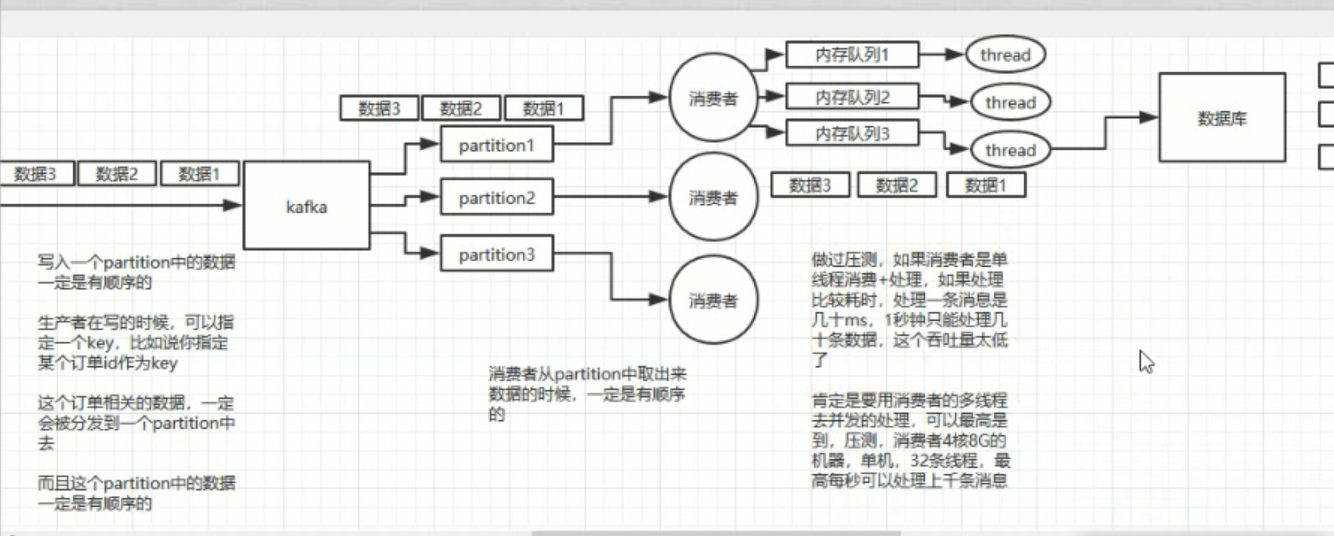 内存队列1
thread
内存队列2
thread
内存队列3
thread
消费者
数据库
数据3
数据2
数据1
partition1
数据3
数据2
数据1
kafka
partition2
消费者
数据3
数据2
数据1
partition3
消费者
写入一个partition中的数据
一定是有顺序的
生产者在写的时候，可以指
定一个key，比如说你指定
某个订单id作为key
这个订单相关的数据，一定
会被分发到一个partition中
去
而且这个partition中的数据
一定是有顺序的
消费者从partition中取出来
数据的时候，一定是有顺序
的
做过压测，如果消费者是单
线程消费+处理，如果处理
比较耗时，处理一条消息是
几十ms，1秒钟只能处理几
十条数据，这个吞吐量太低
了
肯定是要用消费者的多线程
去并发的处理，可以最高是
到，压测，消费者4核8G的
机器，单机，32条线程，最
高每秒可以处理上千条消息